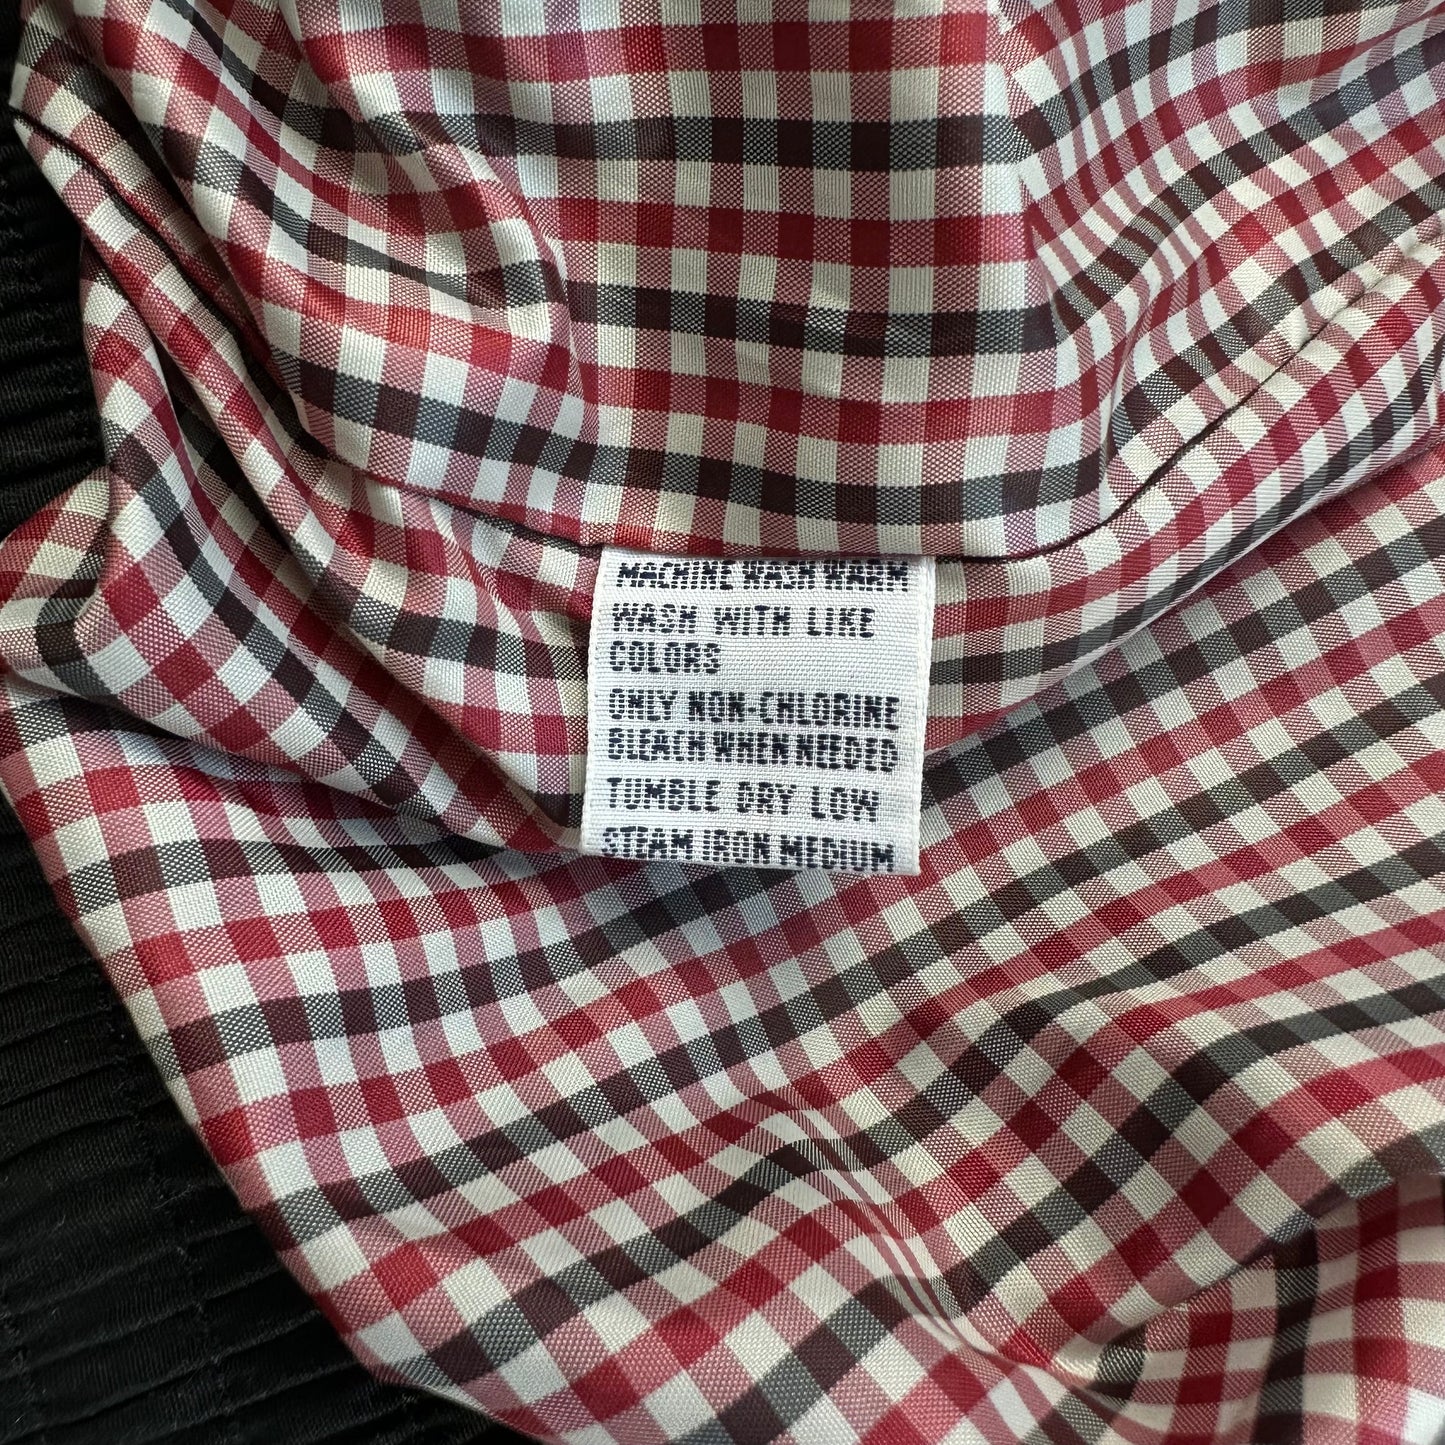 MACHINE WASH WARM
WASH WITH LIKE
COLORS
ONLY NON-CHLORINE
BLEACH WHEN NEEDED
TUMBLE DRY LOW
STEAM IRON MEDIUM